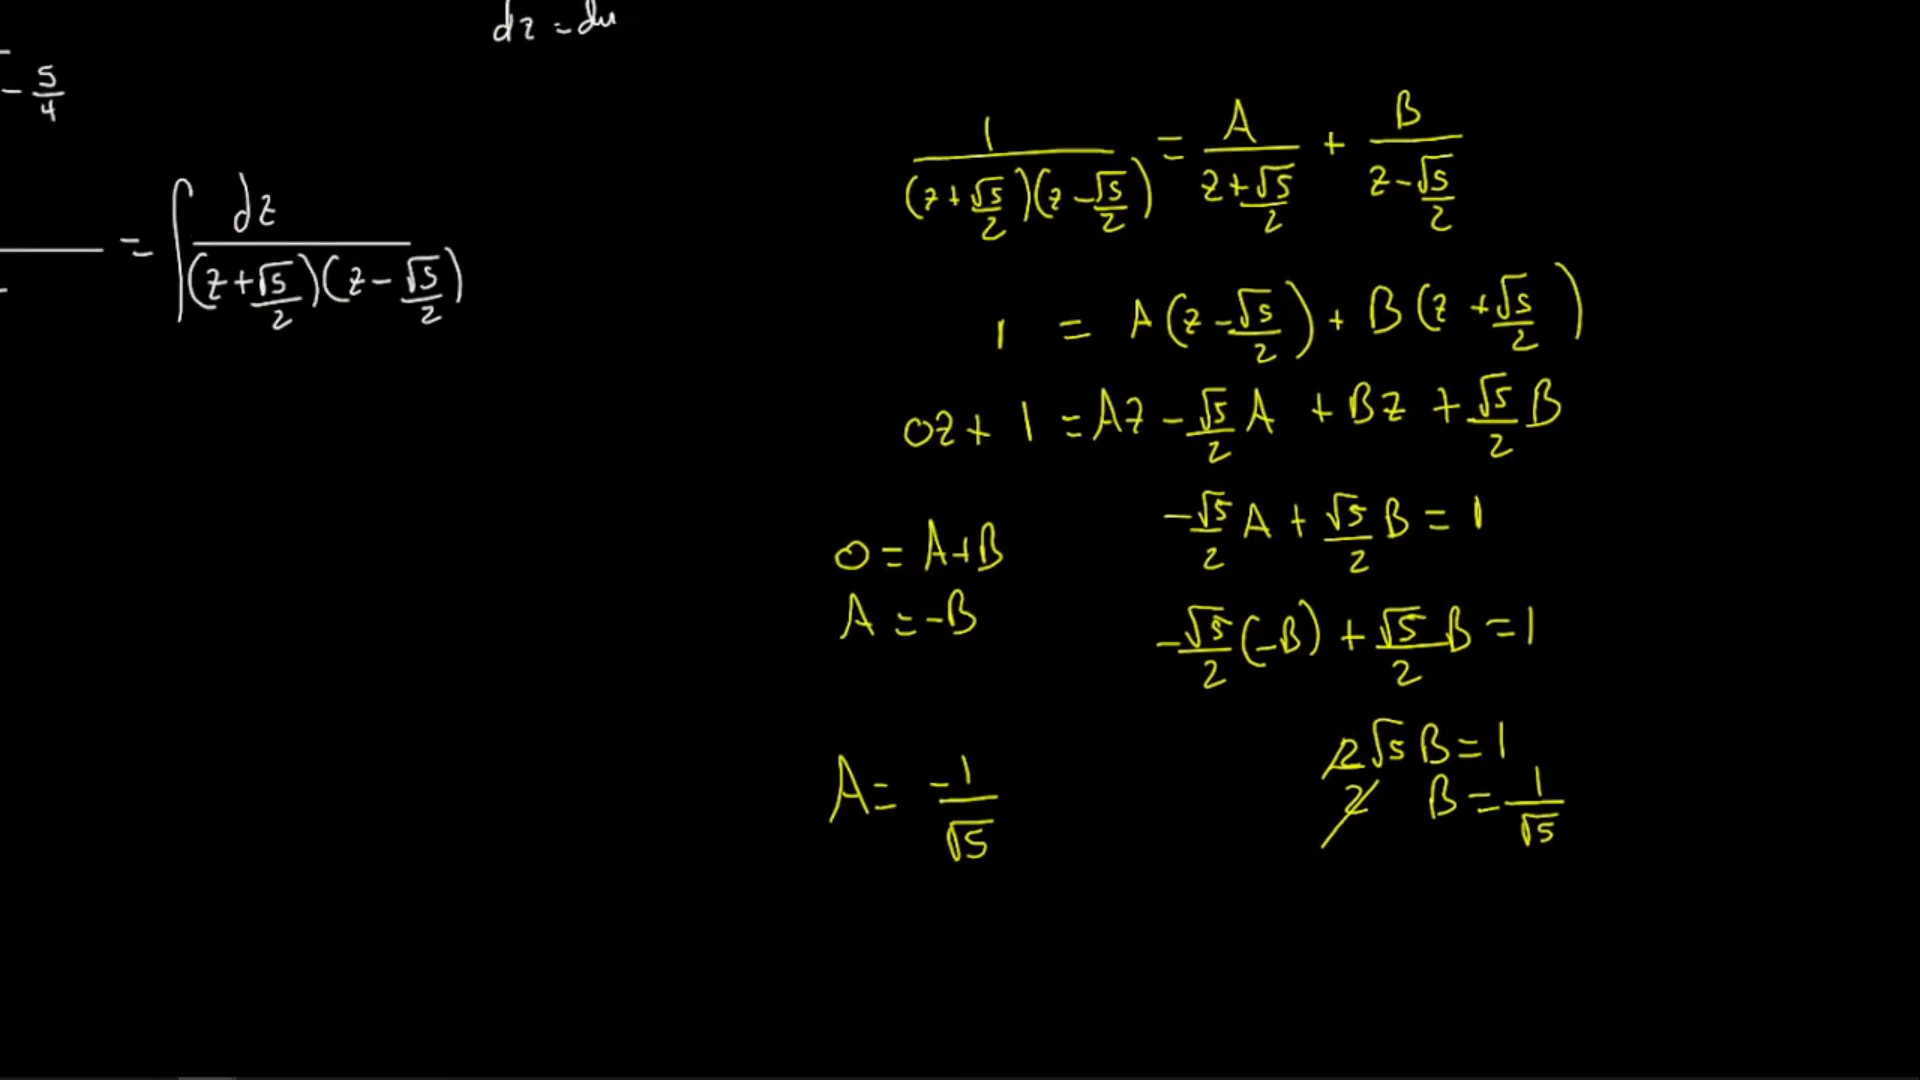 dz = du
- 5/4
= ∫ dz / (z + √5/2)(z - √5/2)
1 / (z + √5/2)(z - √5/2) = A / (z + √5/2) + B / (z - √5/2)
1 = A(z - √5/2) + B(z + √5/2)
0z + 1 = Az - √5/2 A + Bz + √5/2 B
0 = A + B
A = -B
A = -1/√5
-√5/2 A + √5/2 B = 1
-√5/2 (-B) + √5/2 B = 1
2√5/2 B = 1
B = 1/√5